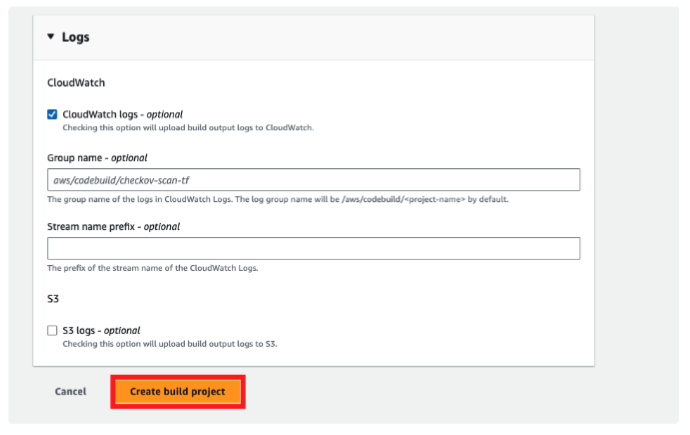 Logs
CloudWatch
CloudWatch logs - optional
Checking this option will upload build output logs to CloudWatch.
Group name - optional
aws/codebuild/checkov-scan-tf
The group name of the logs in CloudWatch Logs. The log group name will be /aws/codebuild/<project-name> by default.
Stream name prefix - optional
The prefix of the stream name of the CloudWatch Logs.
S3
S3 logs - optional
Checking this option will upload build output logs to S3.
Cancel
Create build project